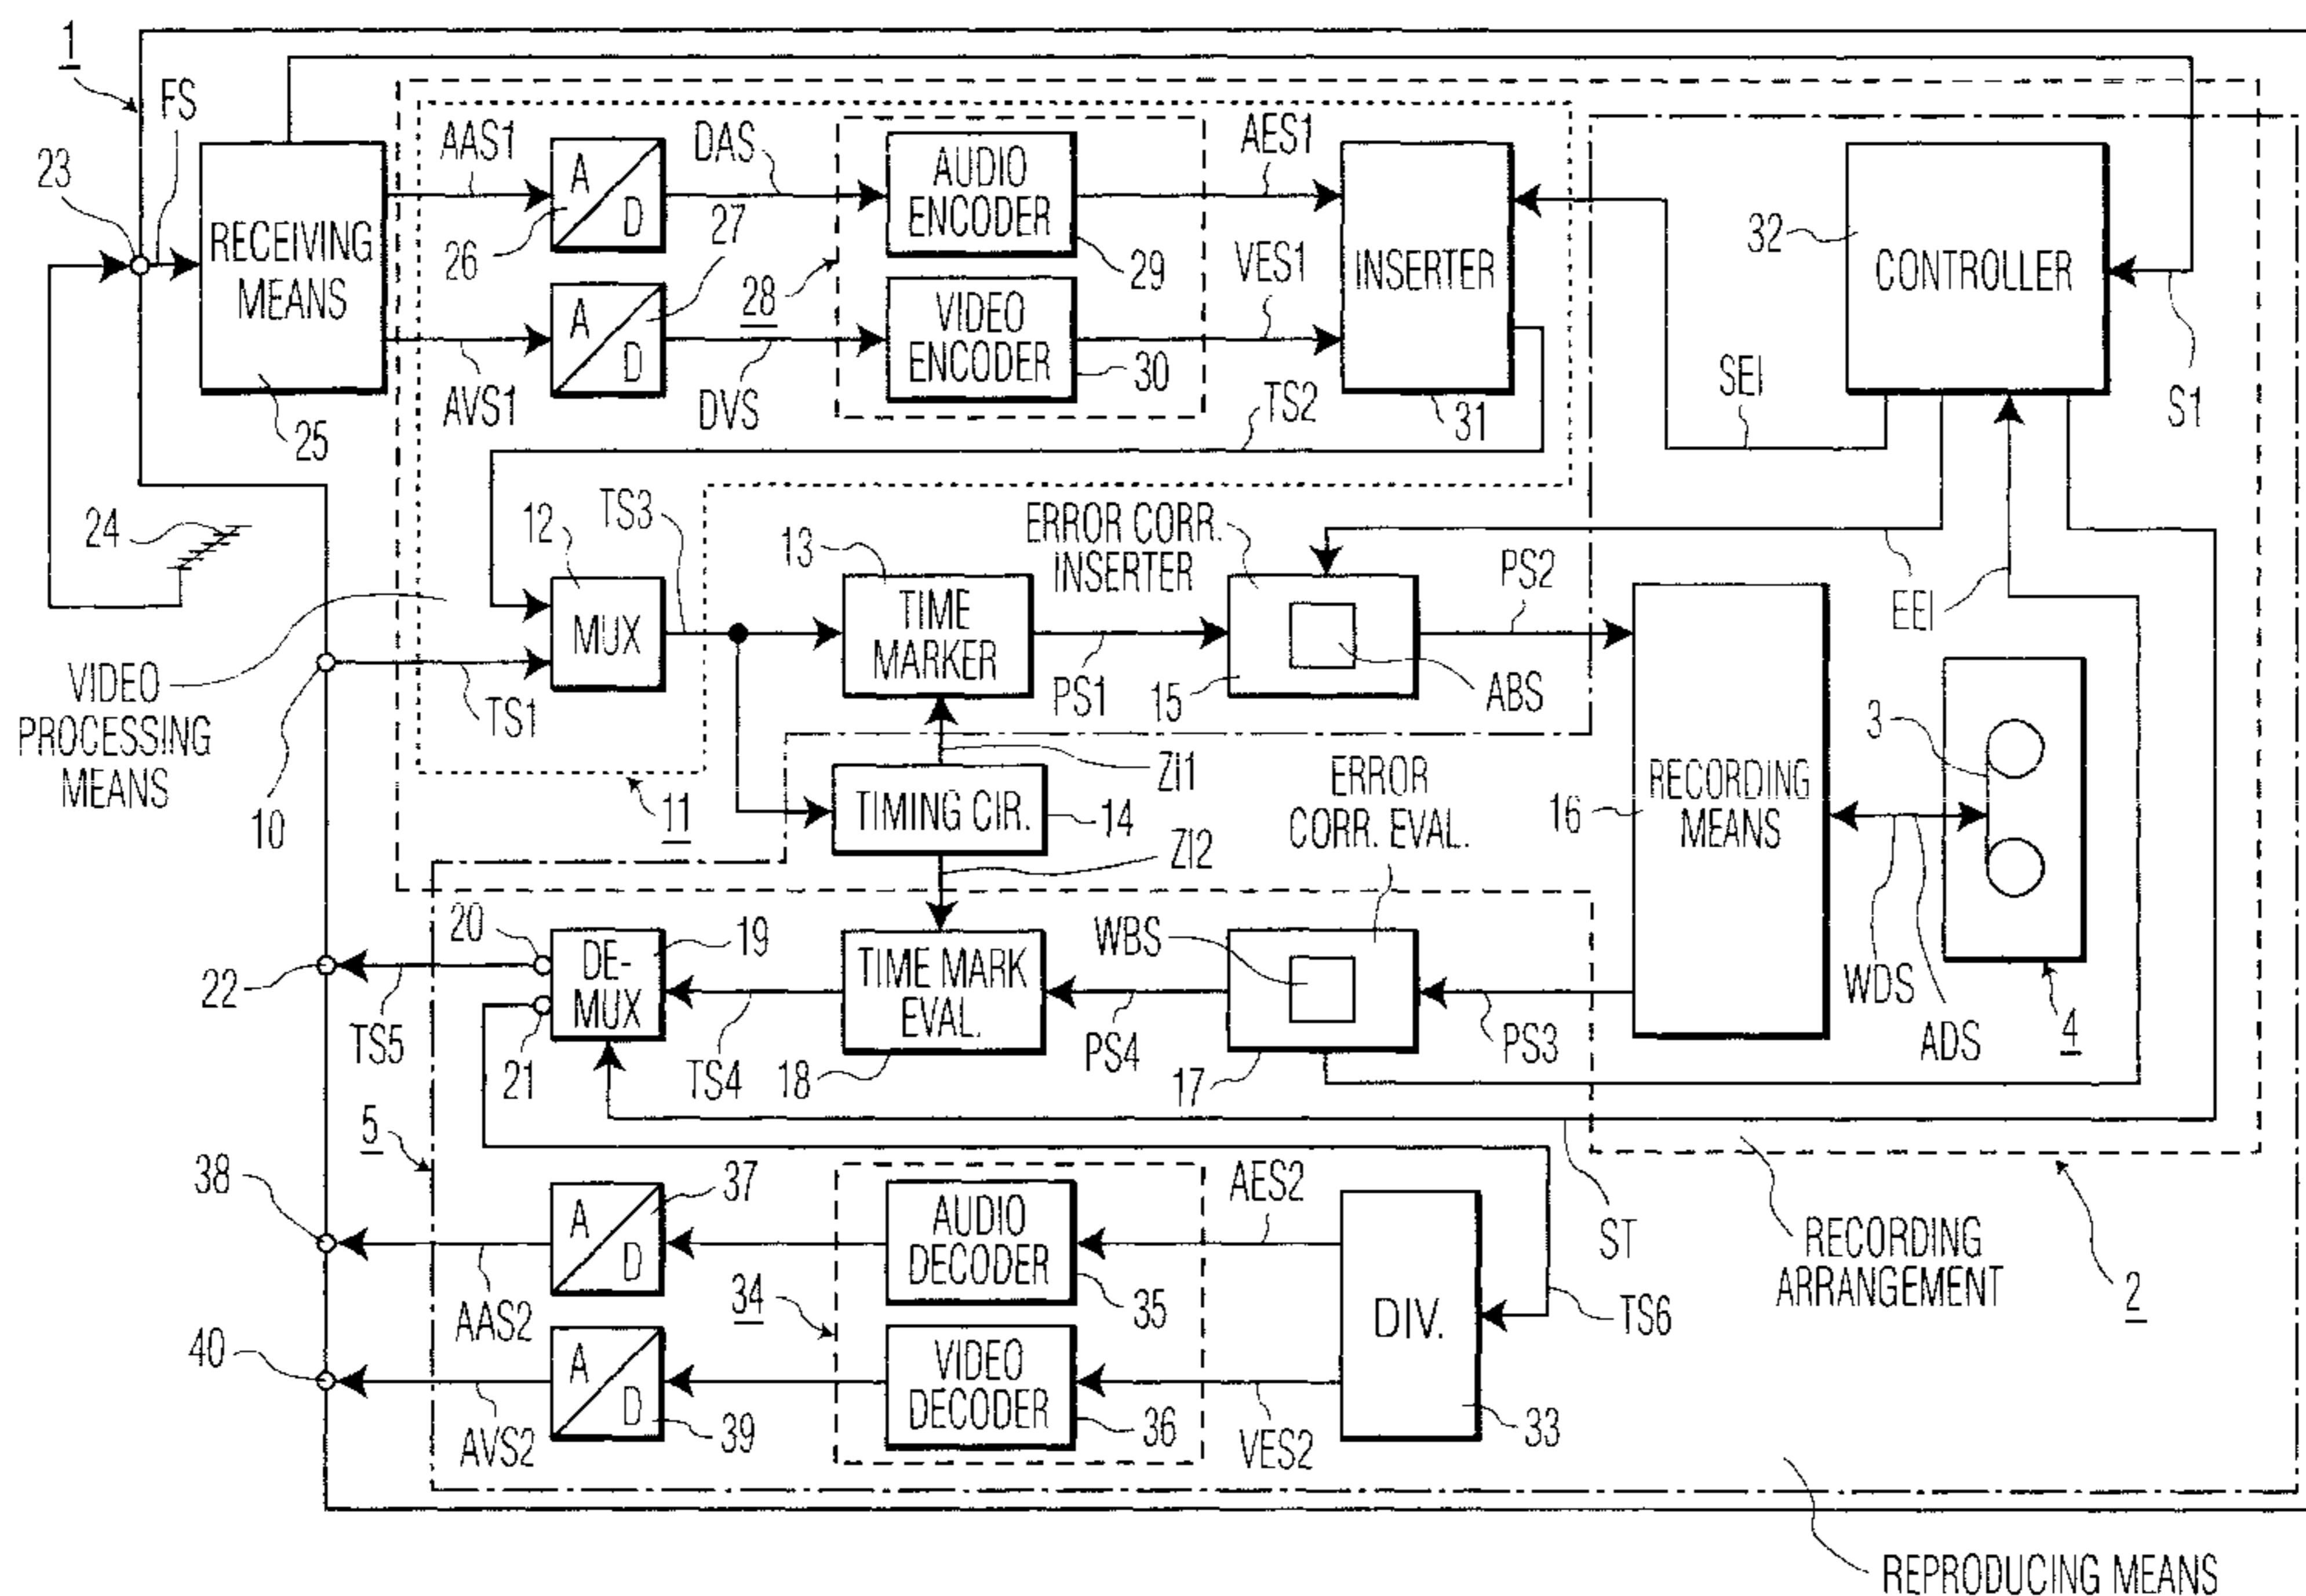 1
FS
23
RECEIVING
MEANS
25
24
AAS1
AVS1
A
D
26
A
D
27
DAS
DVS
28
AUDIO
ENCODER
29
VIDEO
ENCODER
30
AES1
VES1
INSERTER
31
TS2
SEI
32
CONTROLLER
S1
VIDEO
PROCESSING
MEANS
10
TS1
12
MUX
TS3
11
13
TIME
MARKER
ZI1
TIMING CIR.
14
ZI2
PS1
ERROR CORR.
INSERTER
15
ABS
PS2
EEI
16
RECORDING
MEANS
3
4
WDS
ADS
ERROR
CORR. EVAL.
WBS
17
PS3
PS4
TIME MARK
EVAL.
18
TS4
DE-
MUX
19
20
21
22
TS5
5
ST
TS6
RECORDING
ARRANGEMENT
2
38
AAS2
A
D
37
40
AVS2
A
D
39
34
AUDIO
DECODER
35
VIDEO
DECODER
36
AES2
VES2
DIV.
33
REPRODUCING MEANS